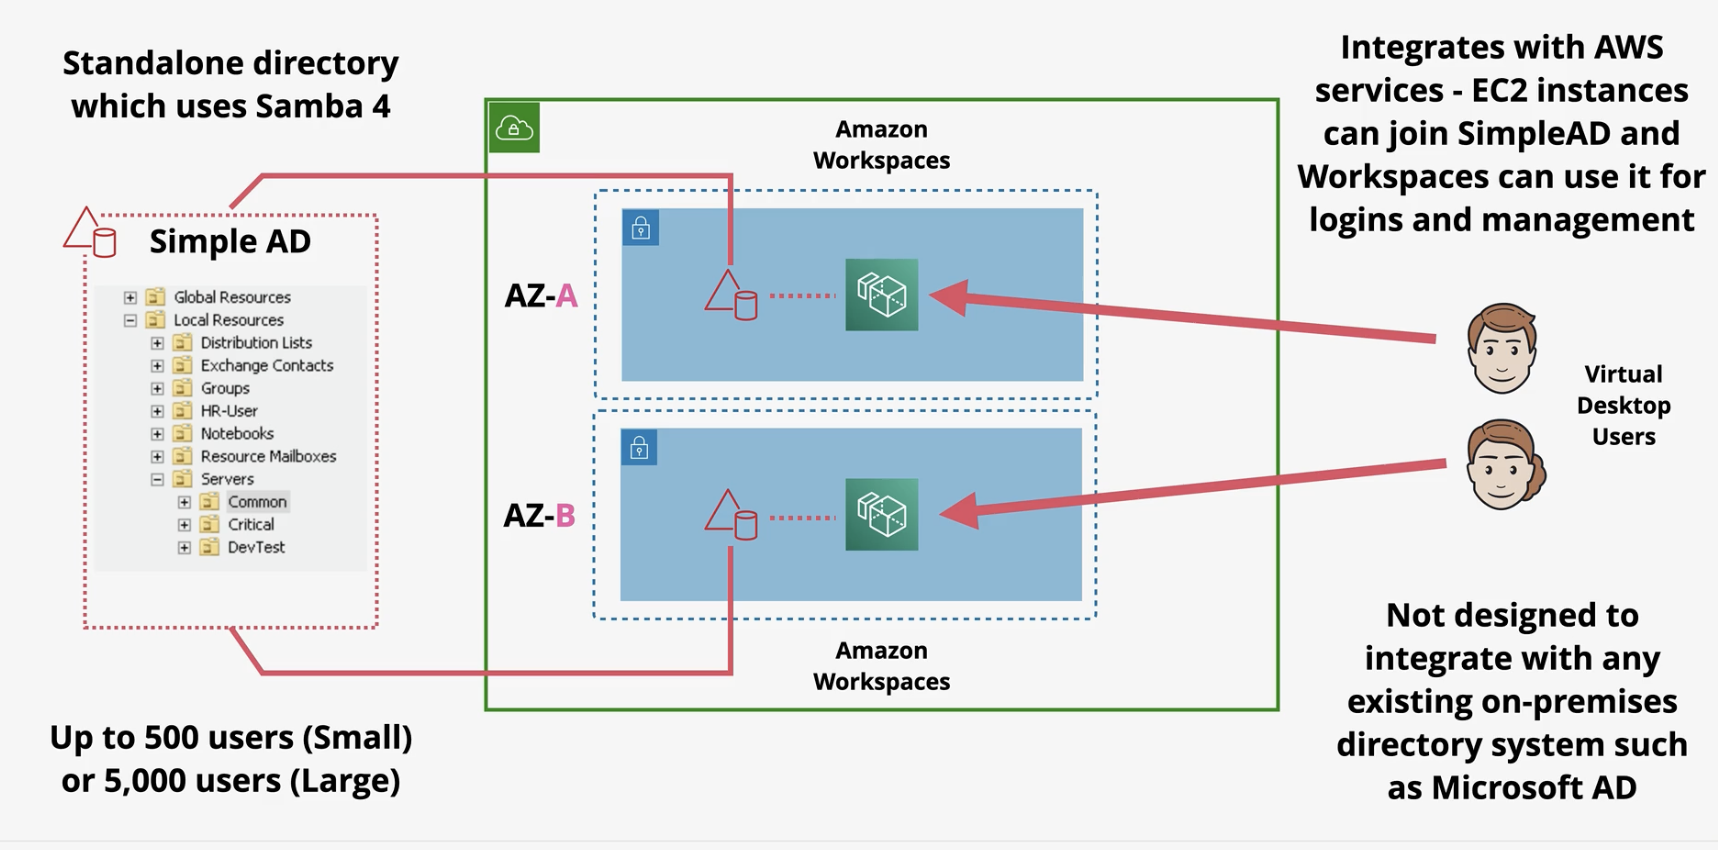 Standalone directory
which uses Samba 4
Simple AD
Global Resources
Local Resources
Distribution Lists
Exchange Contacts
Groups
HR-User
Notebooks
Resource Mailboxes
Servers
Common
Critical
DevTest
Up to 500 users (Small)
or 5,000 users (Large)
Amazon
Workspaces
AZ-A
AZ-B
Amazon
Workspaces
Integrates with AWS
services - EC2 instances
can join SimpleAD and
Workspaces can use it for
logins and management
Virtual
Desktop
Users
Not designed to
integrate with any
existing on-premises
directory system such
as Microsoft AD